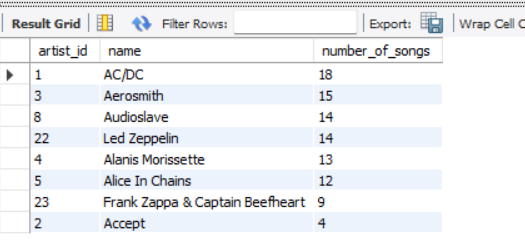 Result Grid Filter Rows: Export: Wrap Cell C
artist_id name number_of_songs
1 AC/DC 18
3 Aerosmith 15
8 Audioslave 14
22 Led Zeppelin 14
4 Alanis Morissette 13
5 Alice In Chains 12
23 Frank Zappa & Captain Beefheart 9
2 Accept 4